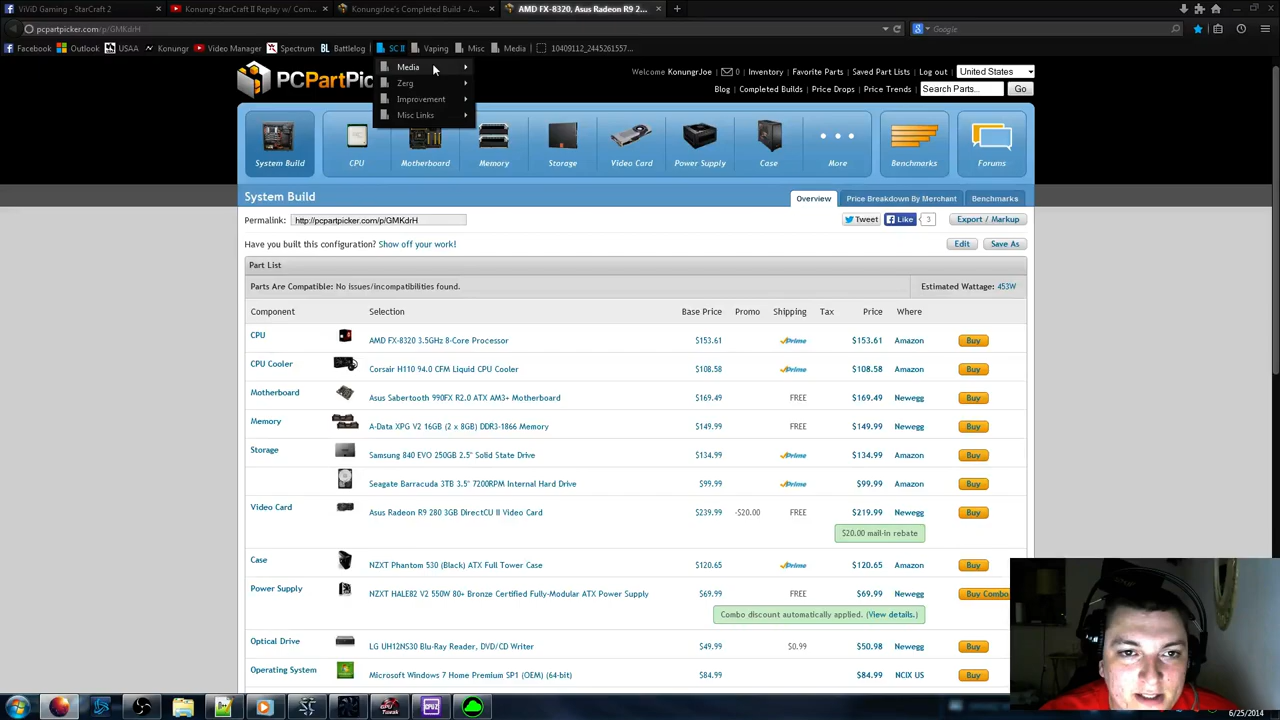 ViViD Gaming - StarCraft 2
Konungr StarCraft II Replay w/ Com...
KonungrJoe's Completed Build - A...
AMD FX-8320, Asus Radeon R9 2...
pcpartpicker.com/p/GMKdrH
Google
Facebook Outlook USAA Konungr Video Manager Spectrum Battlelog SC II Vaping Misc Media 10409112_2445261557...
Media
Zerg
Improvement
Misc Links
PCPartPic
Welcome KonungrJoe 0 Inventory Favorite Parts Saved Part Lists Log out United States
Blog Completed Builds Price Drops Price Trends Search Parts... Go
System Build CPU Motherboard Memory Storage Video Card Power Supply Case More Benchmarks Forums
System Build
Overview Price Breakdown By Merchant Benchmarks
Permalink: http://pcpartpicker.com/p/GMKdrH Tweet Like 3 Export / Markup
Have you built this configuration? Show off your work! Edit Save As
Part List
Parts Are Compatible: No issues/incompatibilities found. Estimated Wattage: 453W
Component Selection Base Price Promo Shipping Tax Price Where
CPU AMD FX-8320 3.5GHz 8-Core Processor $153.61 Prime $153.61 Amazon Buy
CPU Cooler Corsair H110 94.0 CFM Liquid CPU Cooler $108.58 Prime $108.58 Amazon Buy
Motherboard Asus Sabertooth 990FX R2.0 ATX AM3+ Motherboard $169.49 FREE $169.49 Newegg Buy
Memory A-Data XPG V2 16GB (2 x 8GB) DDR3-1866 Memory $149.99 FREE $149.99 Newegg Buy
Storage Samsung 840 EVO 250GB 2.5" Solid State Drive $134.99 Prime $134.99 Amazon Buy
Seagate Barracuda 3TB 3.5" 7200RPM Internal Hard Drive $99.99 Prime $99.99 Amazon Buy
Video Card Asus Radeon R9 280 3GB DirectCU II Video Card $239.99 -$20.00 FREE $219.99 Newegg Buy
$20.00 mail-in rebate
Case NZXT Phantom 530 (Black) ATX Full Tower Case $120.65 Prime $120.65 Amazon Buy
Power Supply NZXT HALE82 V2 550W 80+ Bronze Certified Fully-Modular ATX Power Supply $69.99 FREE $69.99 Newegg Buy Combo
Combo discount automatically applied. (View details.)
Optical Drive LG UH12NS30 Blu-Ray Reader, DVD/CD Writer $49.99 $0.99 $50.98 Newegg Buy
Operating System Microsoft Windows 7 Home Premium SP1 (OEM) (64-bit) $84.99 $84.99 NCIX US Buy
6/25/2014